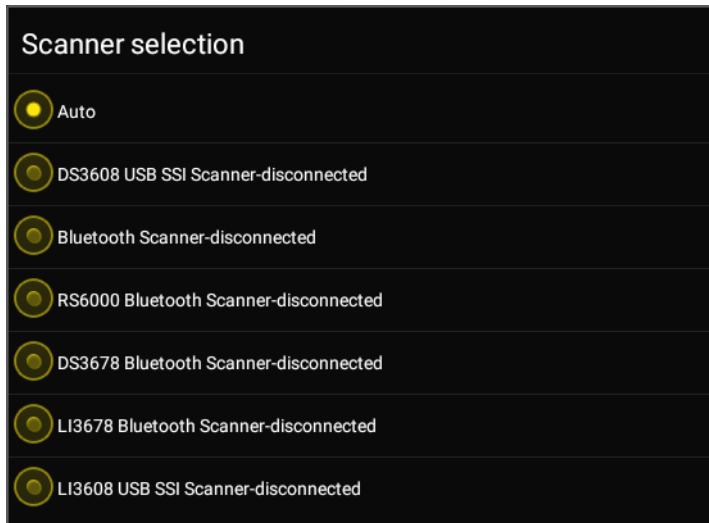 Scanner selection
Auto
DS3608 USB SSI Scanner-disconnected
Bluetooth Scanner-disconnected
RS6000 Bluetooth Scanner-disconnected
DS3678 Bluetooth Scanner-disconnected
LI3678 Bluetooth Scanner-disconnected
LI3608 USB SSI Scanner-disconnected